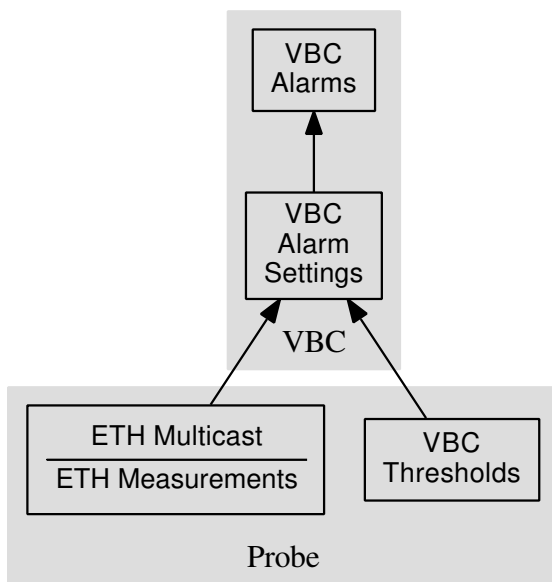 VBC
Alarms
VBC
Alarm
Settings
VBC
ETH Multicast
ETH Measurements
VBC
Thresholds
Probe